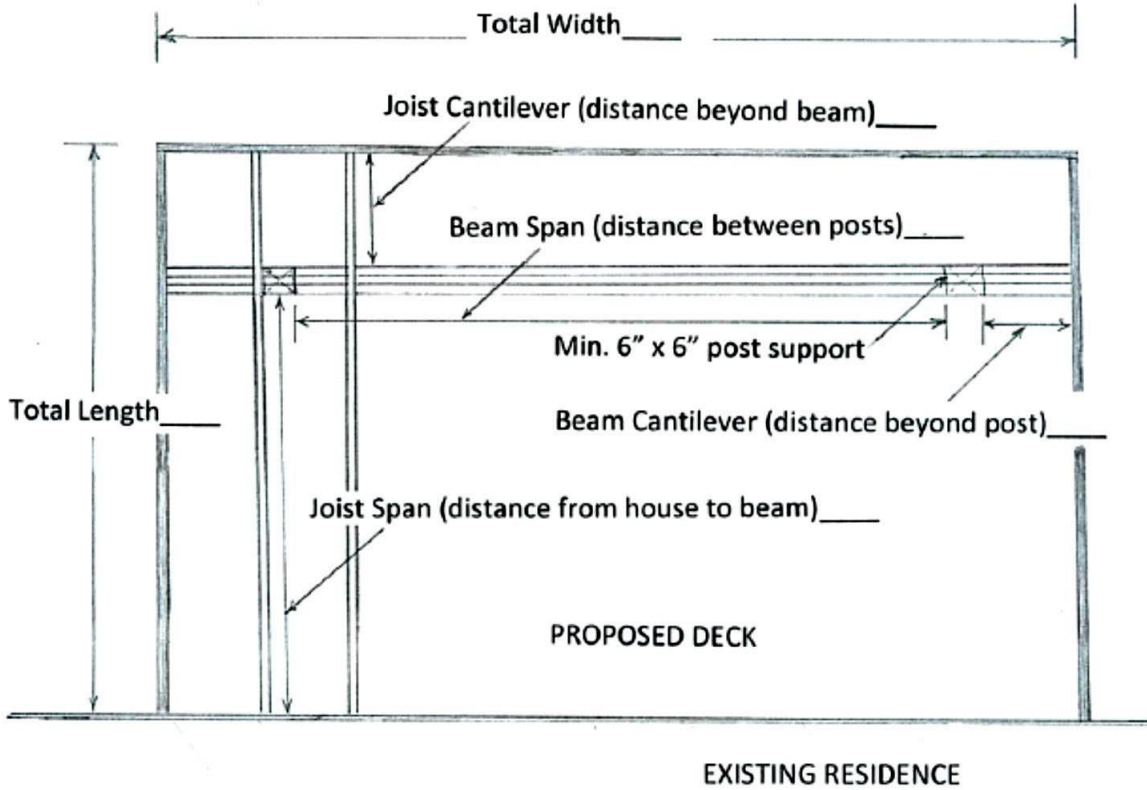 Total Width____
Joist Cantilever (distance beyond beam)____
Beam Span (distance between posts)____
Min. 6” x 6” post support
Total Length____
Beam Cantilever (distance beyond post)____
Joist Span (distance from house to beam)____
PROPOSED DECK
EXISTING RESIDENCE